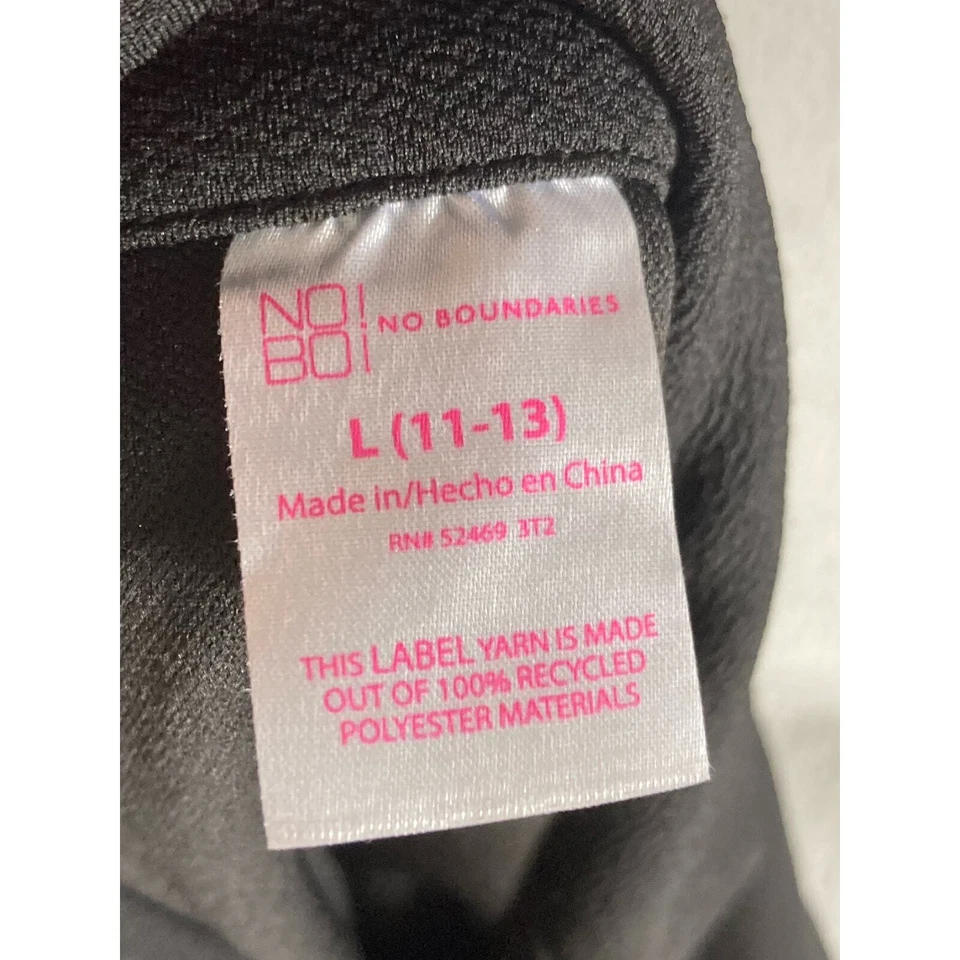 NO!
BO!
NO BOUNDARIES
L (11-13)
Made in/Hecho en China
RN# 52469 3T2
THIS LABEL YARN IS MADE
OUT OF 100% RECYCLED
POLYESTER MATERIALS